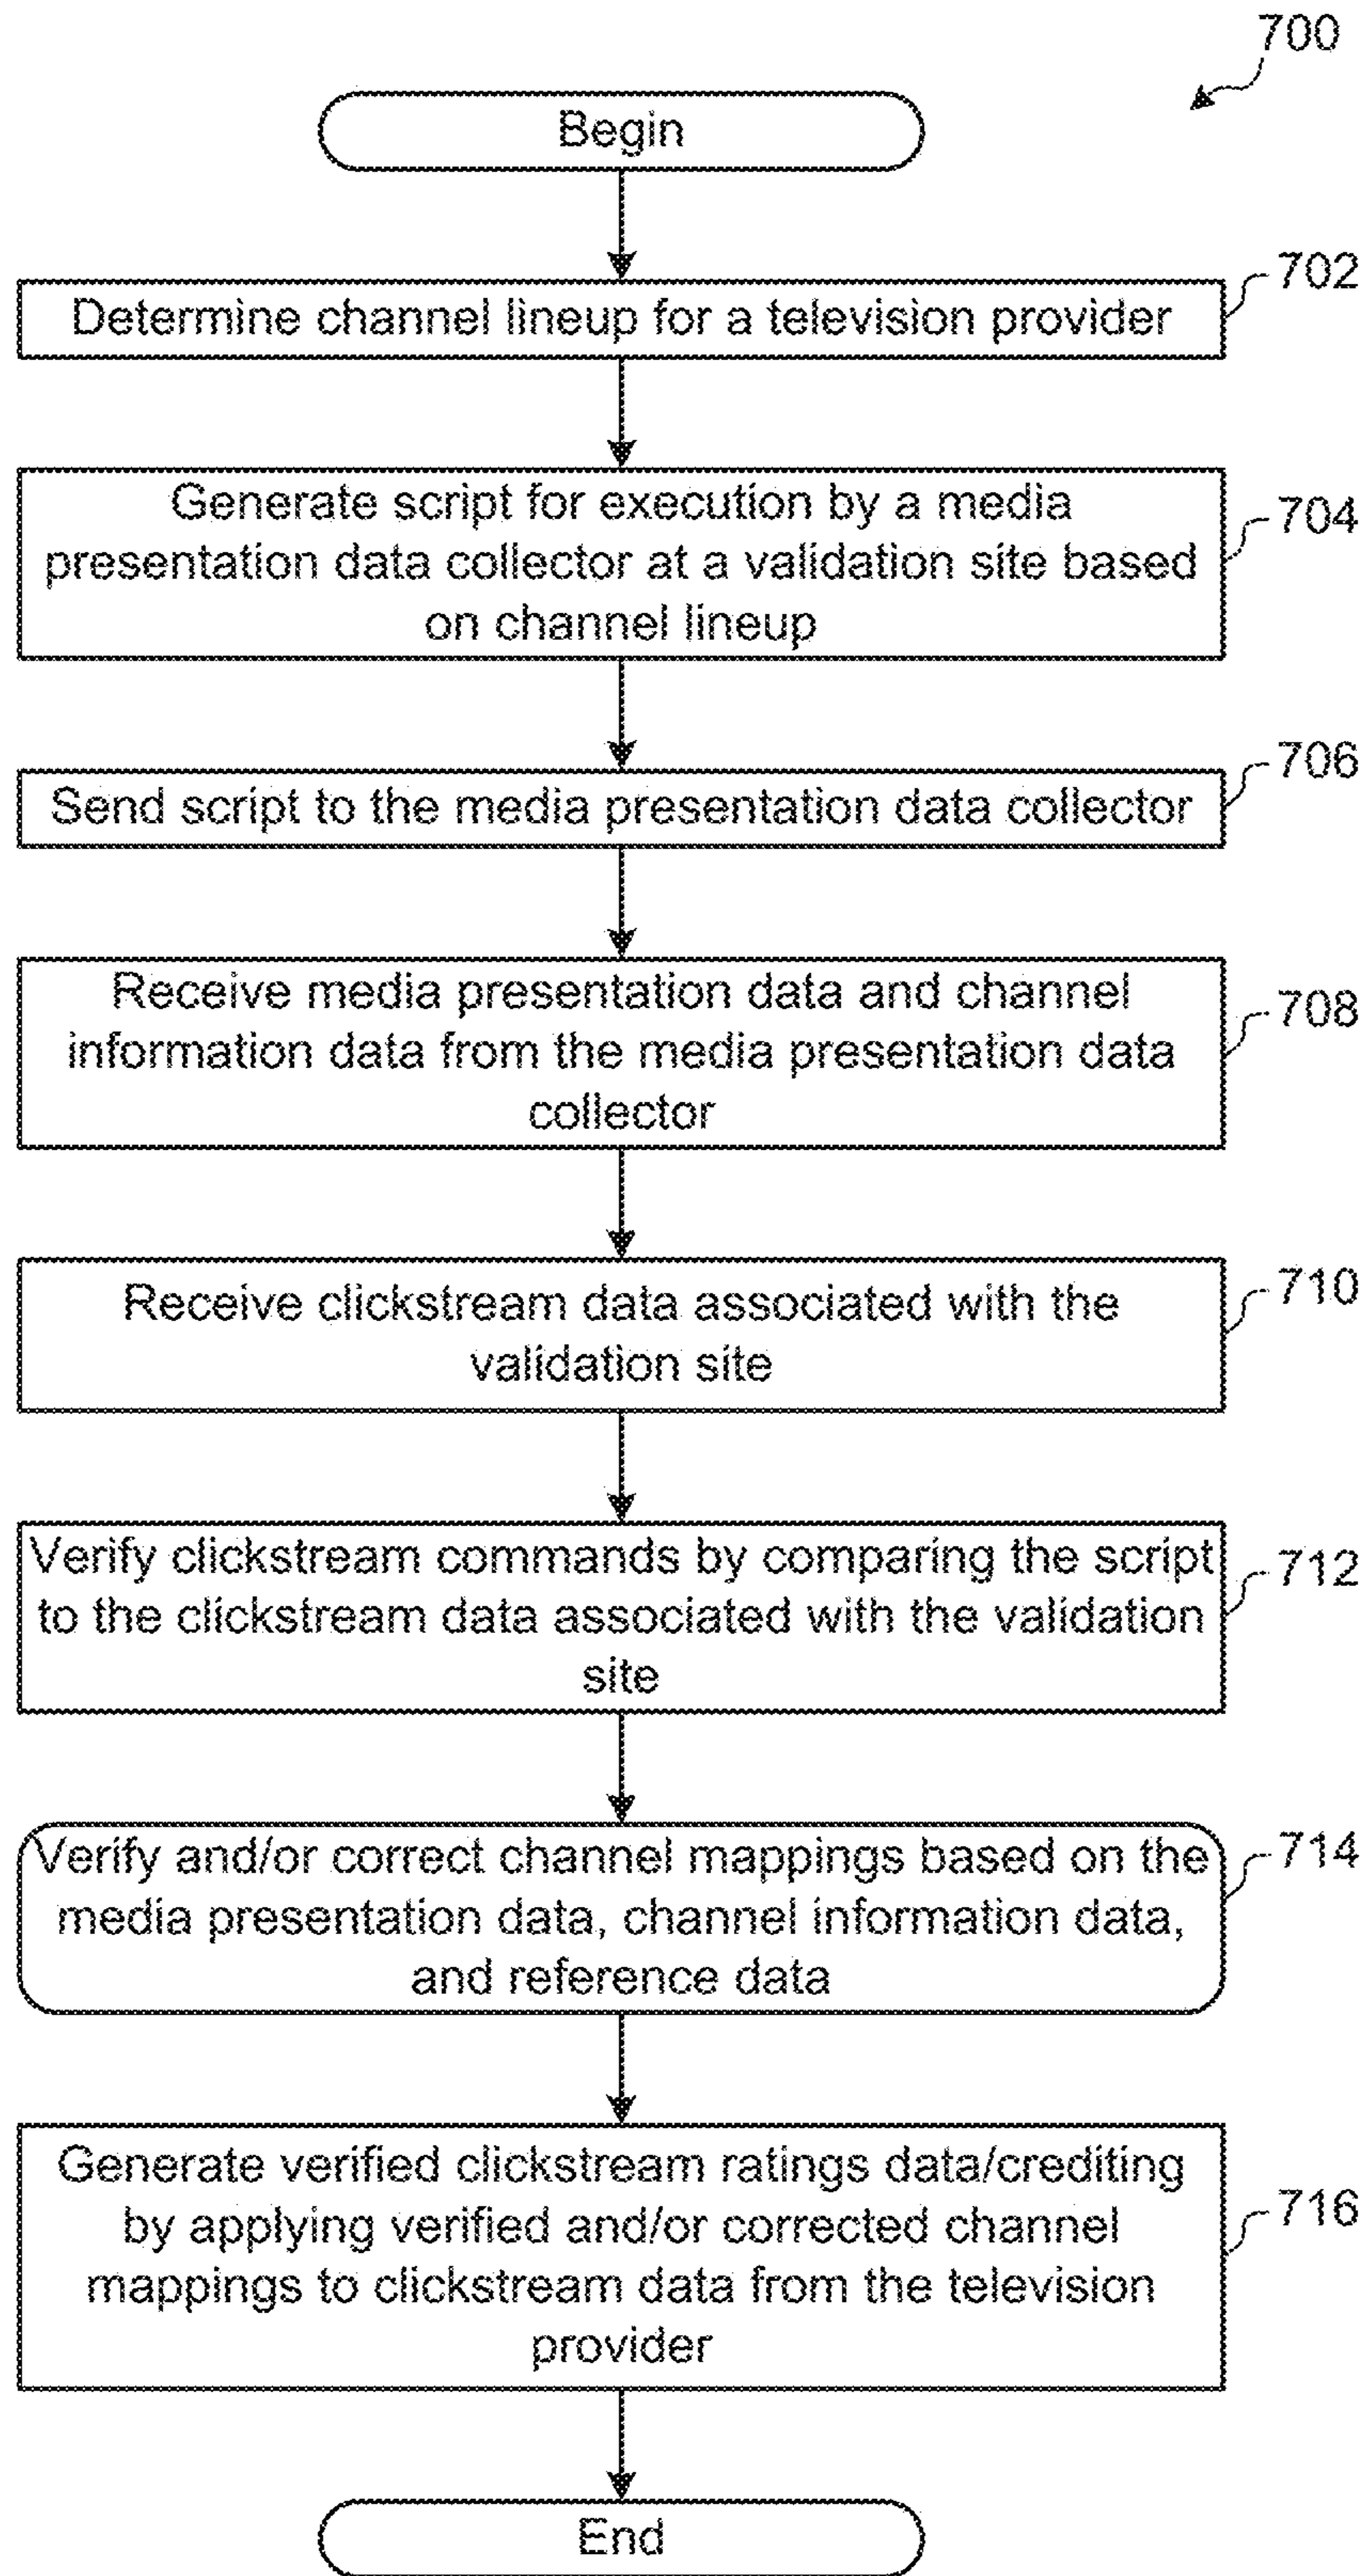 700
Begin
702
Determine channel lineup for a television provider
Generate script for execution by a media
presentation data collector at a validation site based
on channel lineup
704
706
Send script to the media presentation data collector
Receive media presentation data and channel
information data from the media presentation data
collector
708
Receive clickstream data associated with the
validation site
710
Verify clickstream commands by comparing the script
to the clickstream data associated with the validation
site
712
Verify and/or correct channel mappings based on the
media presentation data, channel information data,
and reference data
714
Generate verified clickstream ratings data/crediting
by applying verified and/or corrected channel
mappings to clickstream data from the television
provider
716
End